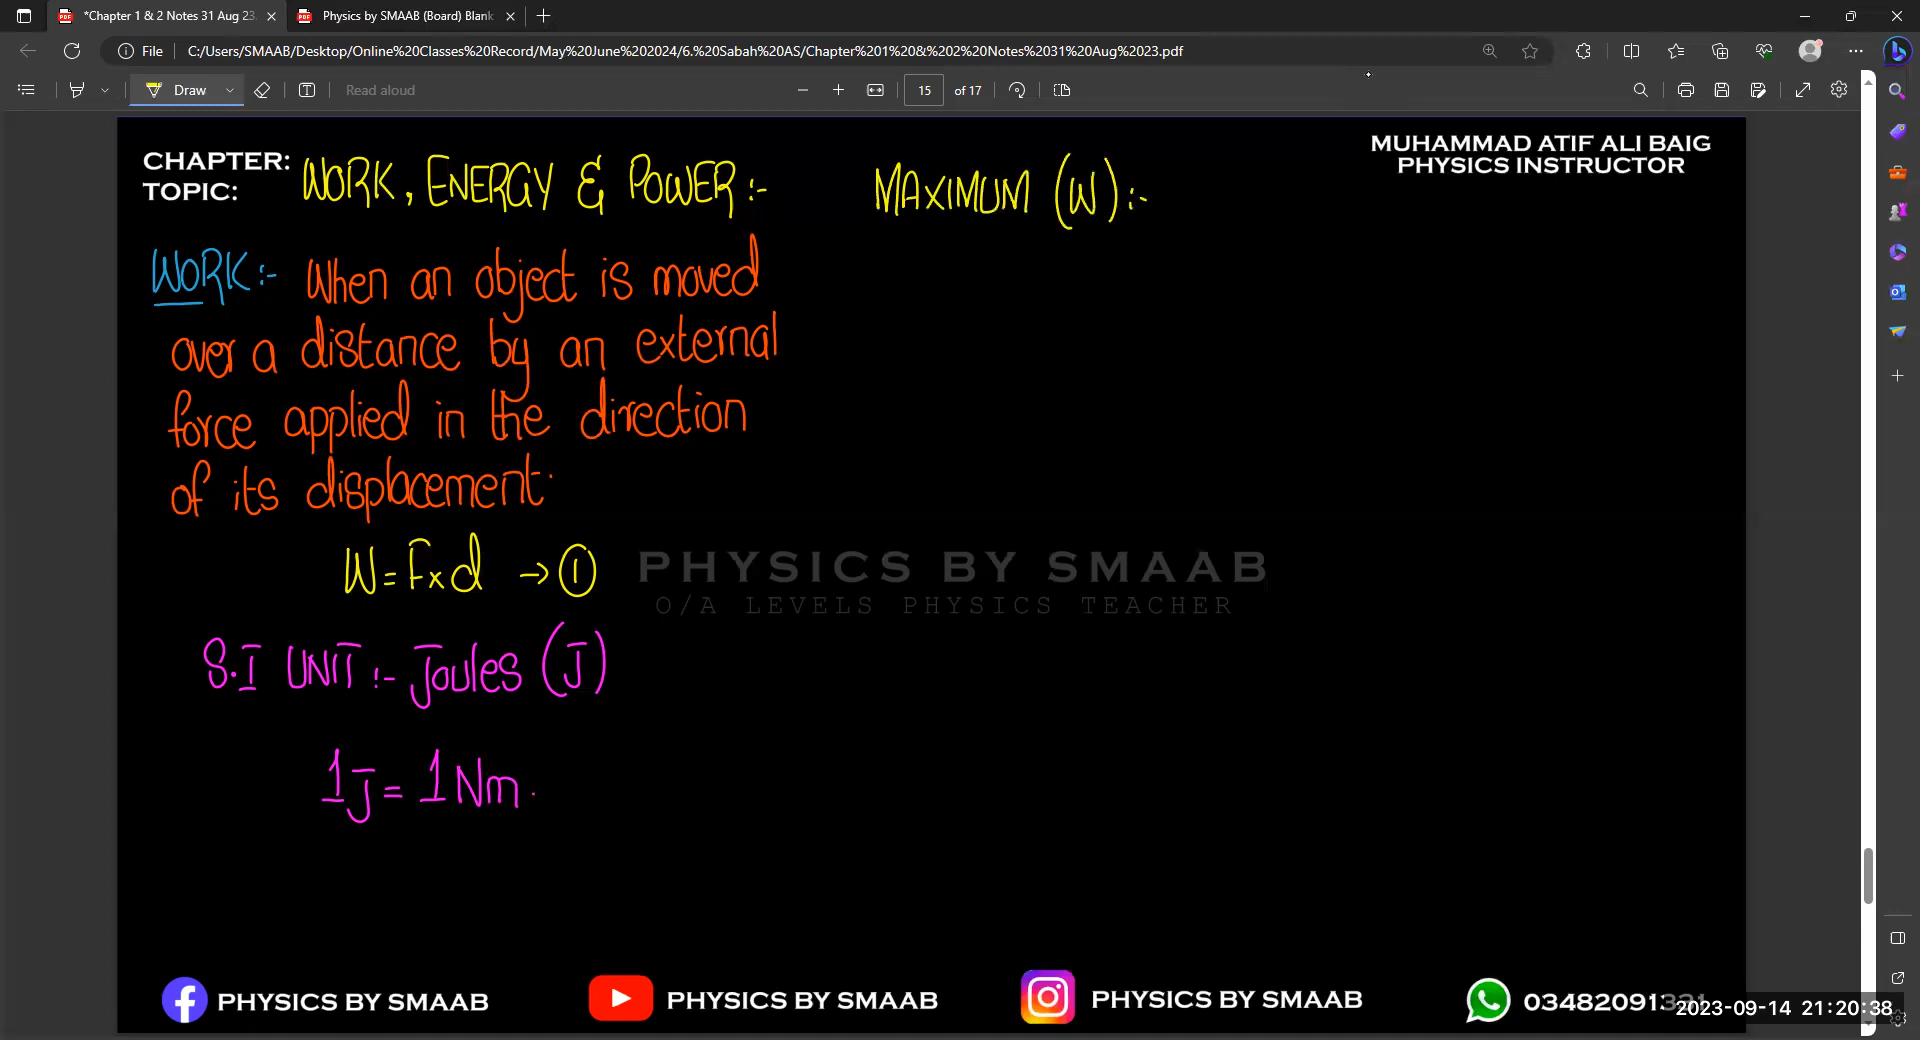 *Chapter 1 & 2 Notes 31 Aug 23.
Physics by SMAAB (Board) Blank
File
C:/Users/SMAAB/Desktop/Online%20Classes%20Record/May%20June%202024/6.%20Sabah%20AS/Chapter%201%20&%202%20Notes%2031%20Aug%2023.pdf
Draw
Read aloud
15 of 17
CHAPTER:
TOPIC:
WORK, ENERGY & POWER :-
WORK :- When an object is moved
over a distance by an external
force applied in the direction
of its displacement.
W = F x d → ①
S.I UNIT :- Joules (J)
1J = 1 Nm.
MAXIMUM (W) :-
MUHAMMAD ATIF ALI BAIG
PHYSICS INSTRUCTOR
PHYSICS BY SMAAB
O/A LEVELS PHYSICS TEACHER
PHYSICS BY SMAAB
PHYSICS BY SMAAB
PHYSICS BY SMAAB
2023-09-14 21:20:38